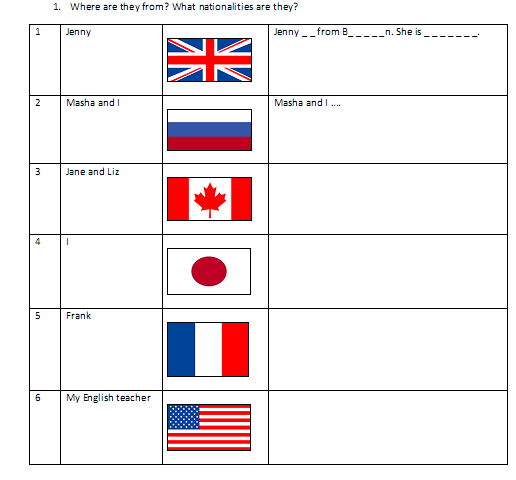 1. Where are they from? What nationalities are they?
1 Jenny Jenny _ _ from B_ _ _ _ _n. She is _ _ _ _ _ _ _.
2 Masha and I Masha and I ....
3 Jane and Liz
4 I
5 Frank
6 My English teacher